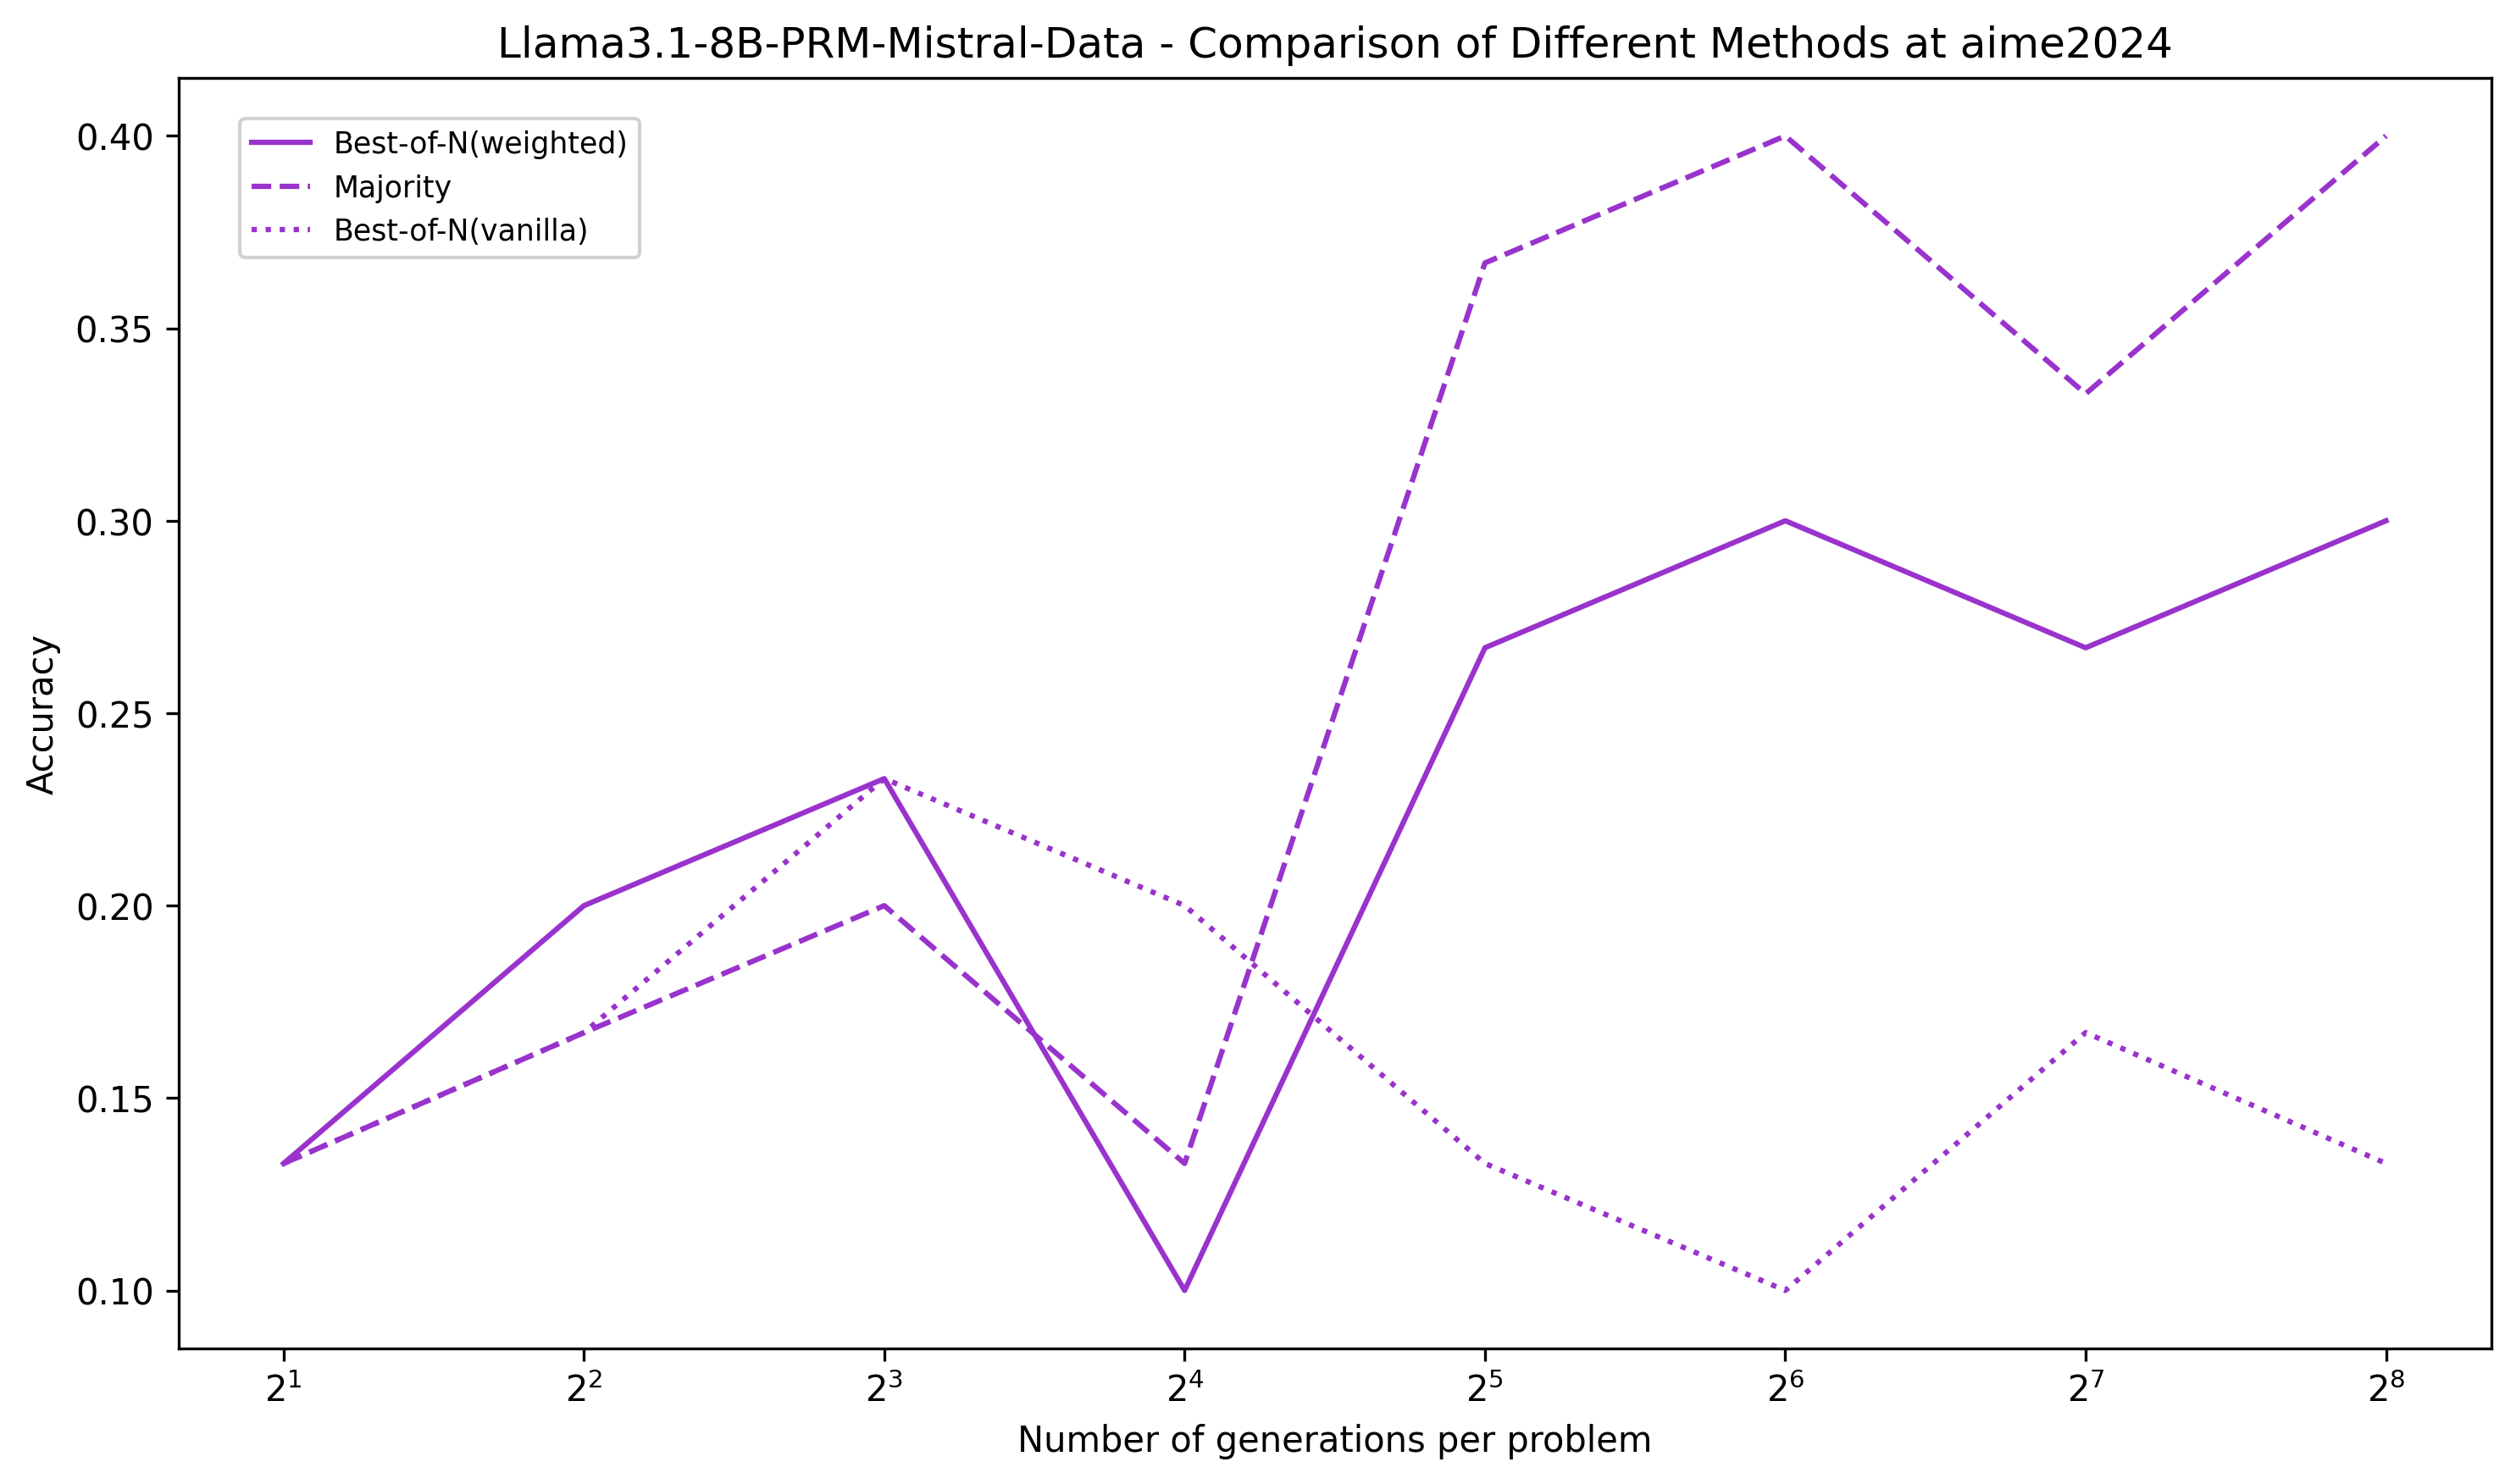 Llama3.1-8B-PRM-Mistral-Data - Comparison of Different Methods at aime2024
Best-of-N(weighted)
Majority
Best-of-N(vanilla)
Accuracy
0.40
0.35
0.30
0.25
0.20
0.15
0.10
2¹ 2² 2³ 2⁴ 2⁵ 2⁶ 2⁷ 2⁸
Number of generations per problem